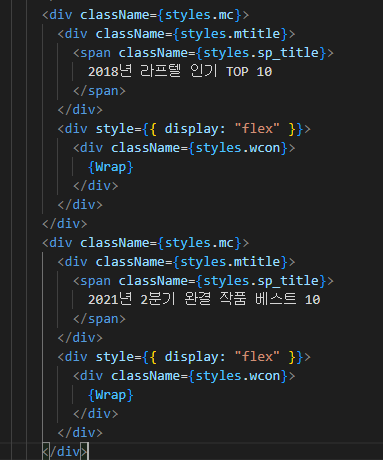 <div className={styles.mc}>
<div className={styles.mtitle}>
<span className={styles.sp_title}>
2018년 라프텔 인기 TOP 10
</span>
</div>
<div style={{ display: "flex" }}>
<div className={styles.wcon}>
{Wrap}
</div>
</div>
</div>
<div className={styles.mc}>
<div className={styles.mtitle}>
<span className={styles.sp_title}>
2021년 2분기 완결 작품 베스트 10
</span>
</div>
<div style={{ display: "flex" }}>
<div className={styles.wcon}>
{Wrap}
</div>
</div>
</div>